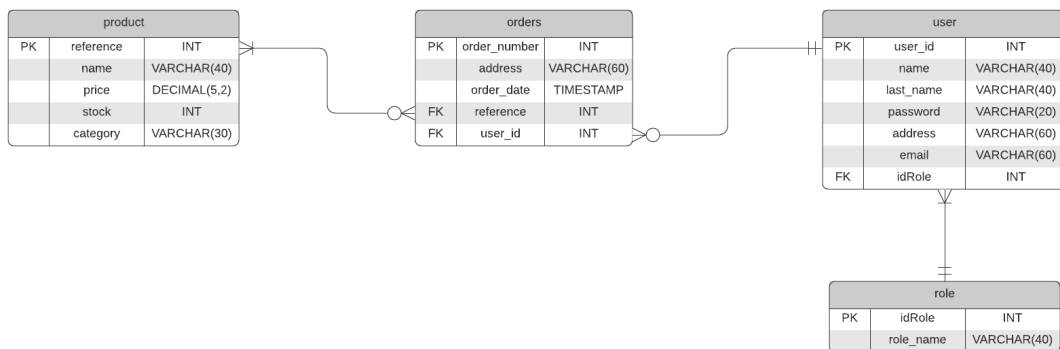 product
PK reference INT
name VARCHAR(40)
price DECIMAL(5,2)
stock INT
category VARCHAR(30)
orders
PK order_number INT
address VARCHAR(60)
order_date TIMESTAMP
FK reference INT
FK user_id INT
user
PK user_id INT
name VARCHAR(40)
last_name VARCHAR(40)
password VARCHAR(20)
address VARCHAR(60)
email VARCHAR(60)
FK idRole INT
role
PK idRole INT
role_name VARCHAR(40)